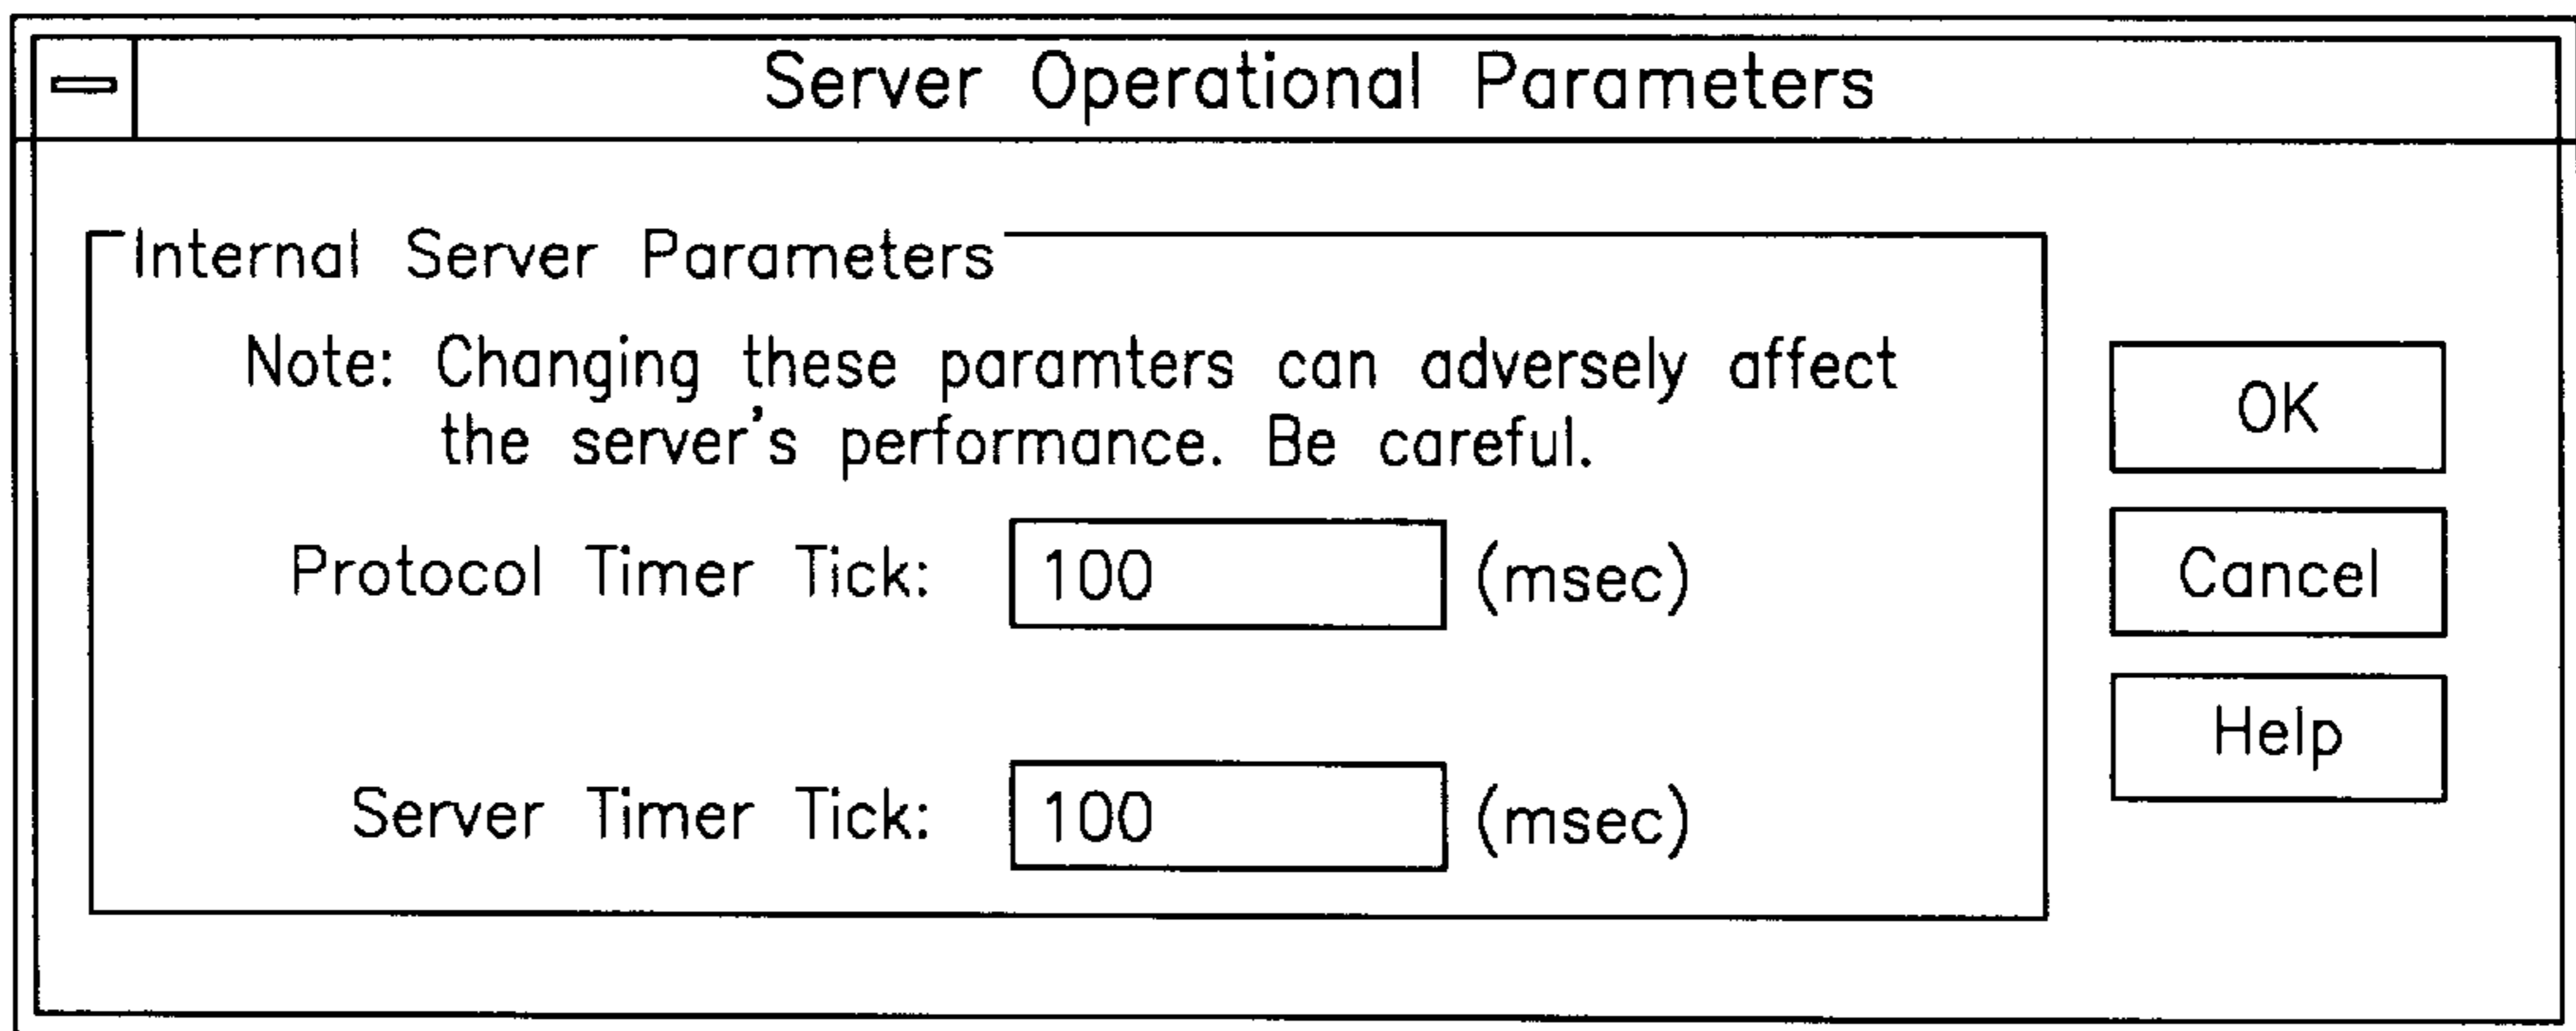 Server Operational Parameters
Internal Server Parameters
Note: Changing these paramters can adversely affect
the server's performance. Be careful.
Protocol Timer Tick: 100 (msec)
Server Timer Tick: 100 (msec)
OK
Cancel
Help